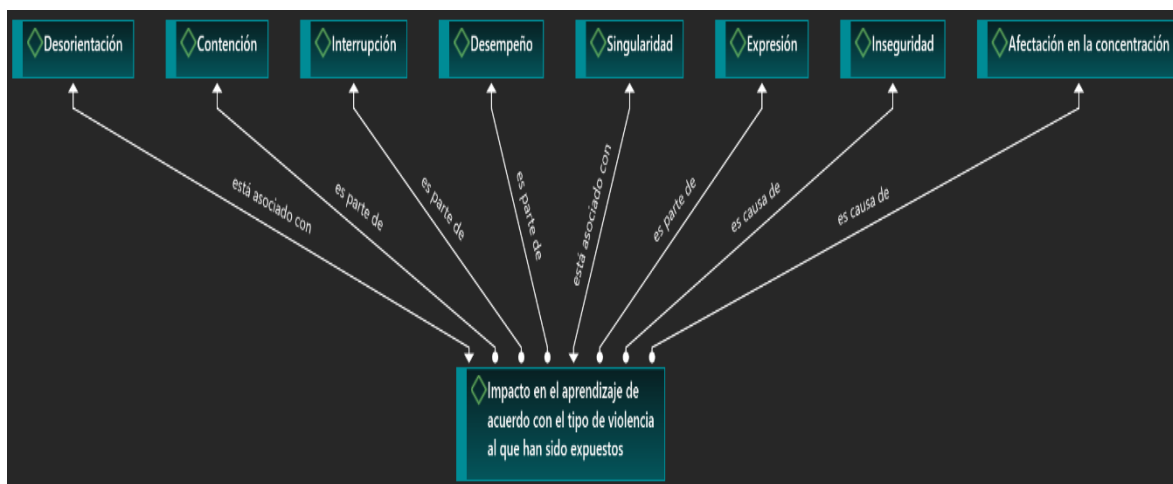 Desorientación
Contención
Interrupción
Desempeño
Singularidad
Expresión
Inseguridad
Afectación en la concentración
está asociado con
es parte de
es parte de
es parte de
está asociado con
es parte de
es causa de
es causa de
Impacto en el aprendizaje de
acuerdo con el tipo de violencia
al que han sido expuestos